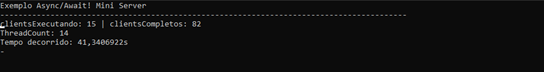 Exemplo Async/Await! Mini Server
------------------------------------------------------------------------------------------
clientsExecutando: 15 | clientsCompletos: 82
ThreadCount: 14
Tempo decorrido: 41,3406922s
-